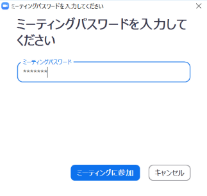 ミーティングパスワードを入力してください
ミーティングパスワードを入力して
ください
ミーティングパスワード
*******
ミーティングに参加
キャンセル